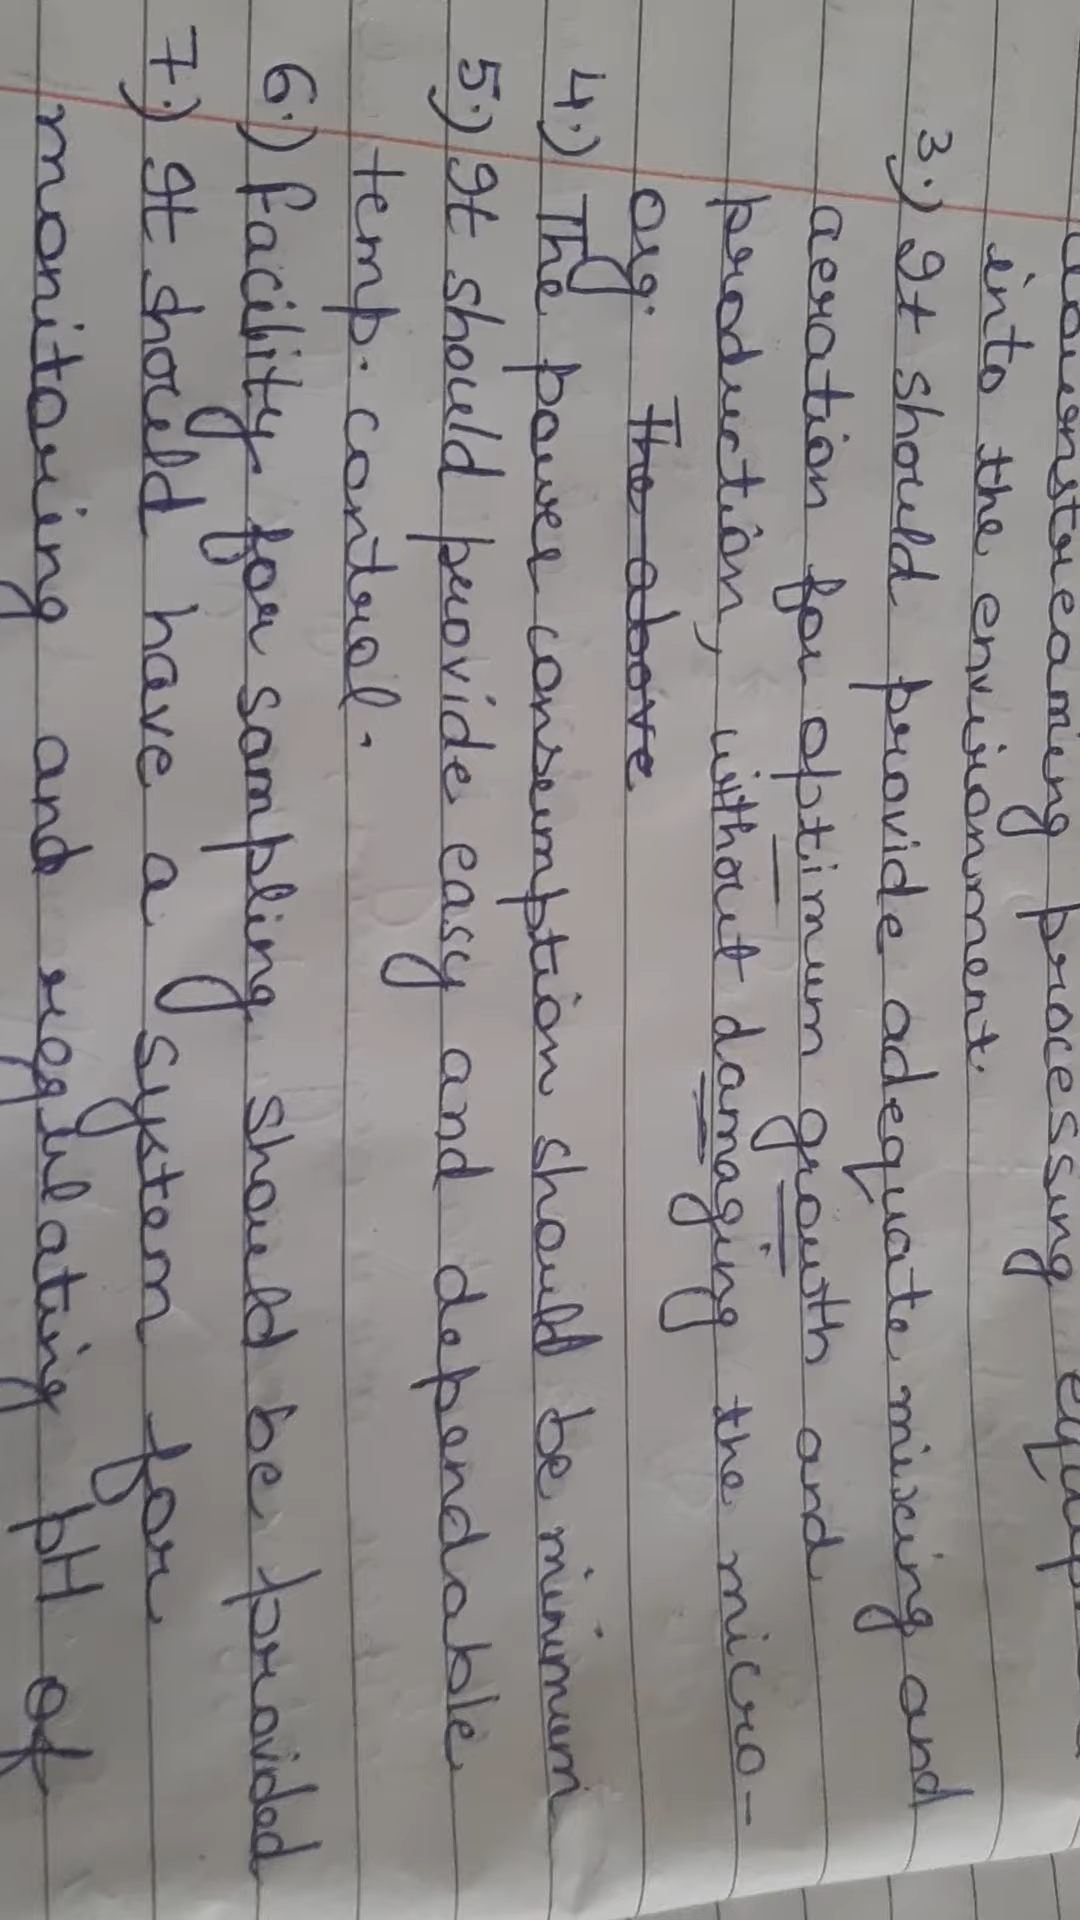 downstreaming processing
into the environment.
3.) It should provide adequate mixing and
aeration for optimum growth and
production, without damaging the micro-
org. The above
4.) The power consumption should be minimum
5.) It should provide easy and dependable
temp. control.
6.) facility for sampling should be provided
7.) It should have a system for
monitoring and regulating pH of